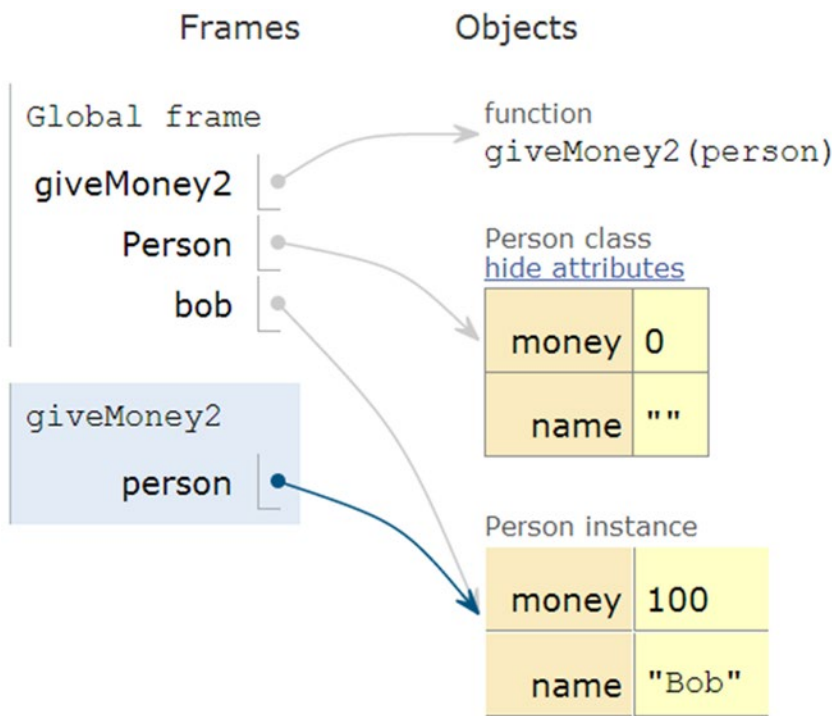 Frames Objects
Global frame
giveMoney2
Person
bob
function
giveMoney2(person)
Person class
hide attributes
money 0
name ""
giveMoney2
person
Person instance
money 100
name "Bob"